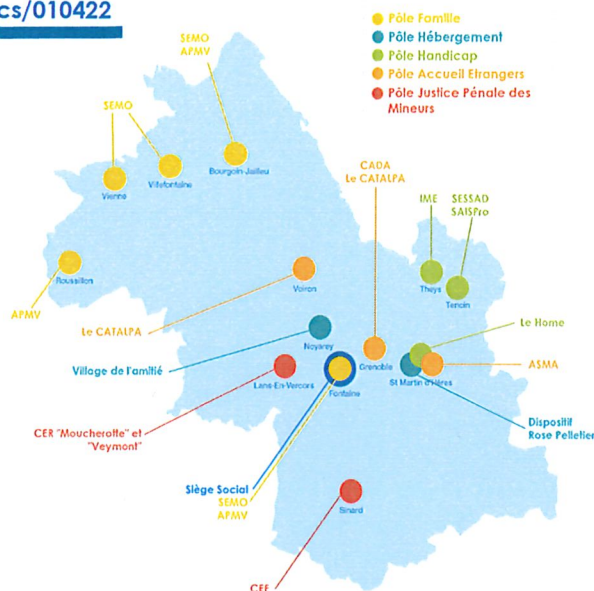 cs/010422
Pôle Famille
Pôle Hébergement
Pôle Handicap
Pôle Accueil Etrangers
Pôle Justice Pénale des
Mineurs
SEMO
APMV
SEMO
Bourgoin-Jailleu
Villefontaine
Vienne
CADA
Le CATALPA
IME
SESSAD
SAISPro
Roussillon
Voiron
Theys
Tencin
APMV
Le CATALPA
Le Home
Noyarey
Village de l'amitié
Grenoble
ASMA
Lans-En-Vercors
St Martin d'Hères
Fontaine
Dispositif
Rose Pelletier
CER "Moucherotte" et
"Veymont"
Siège Social
SEMO
APMV
Sinard
CEF